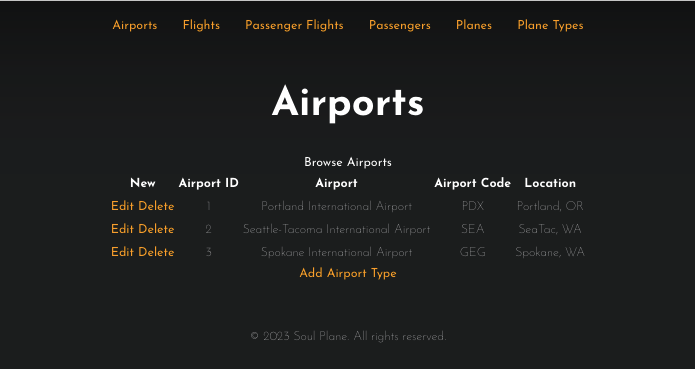 Airports Flights Passenger Flights Passengers Planes Plane Types
Airports
Browse Airports
New Airport ID Airport Airport Code Location
Edit Delete 1 Portland International Airport PDX Portland, OR
Edit Delete 2 Seattle-Tacoma International Airport SEA SeaTac, WA
Edit Delete 3 Spokane International Airport GEG Spokane, WA
Add Airport Type
© 2023 Soul Plane. All rights reserved.